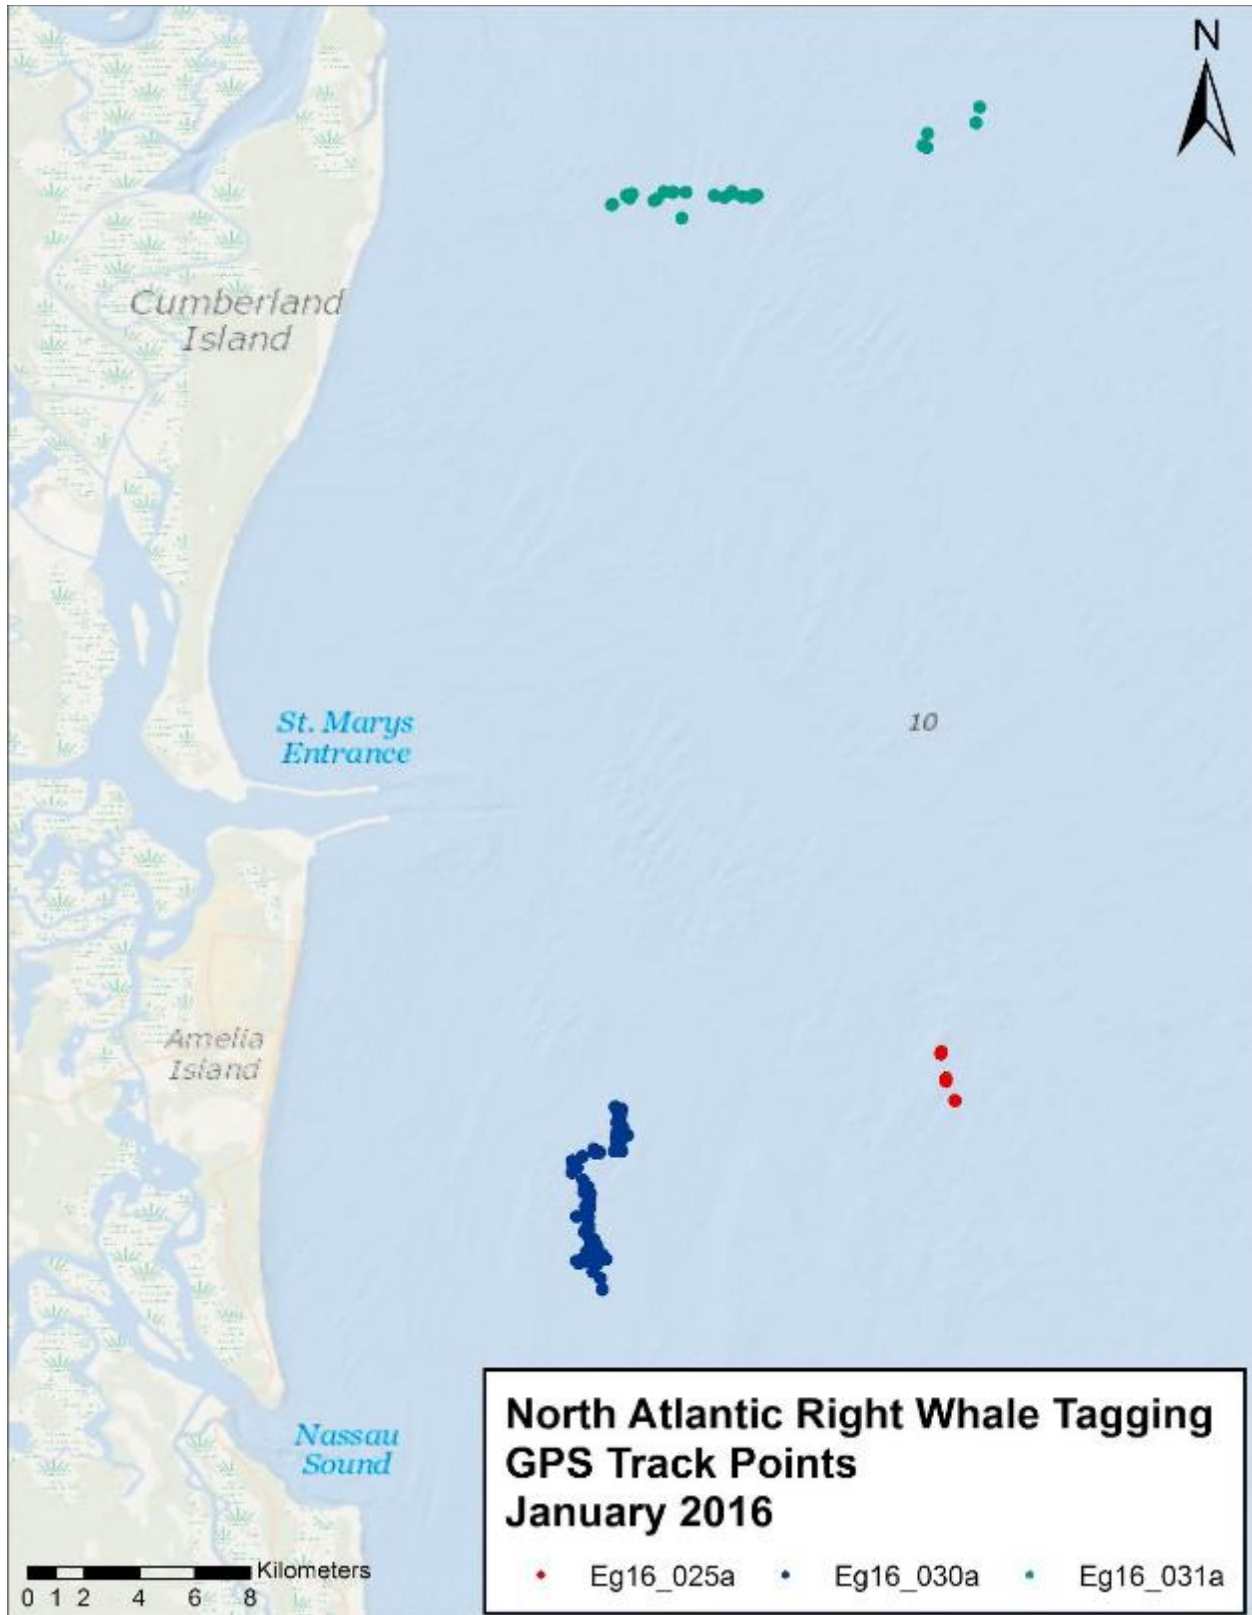 N
Cumberland
Island
St. Marys
Entrance
10
Amelia
Island
Nassau
Sound
North Atlantic Right Whale Tagging
GPS Track Points
January 2016
Kilometers
0 1 2 4 6 8
Eg16_025a Eg16_030a Eg16_031a